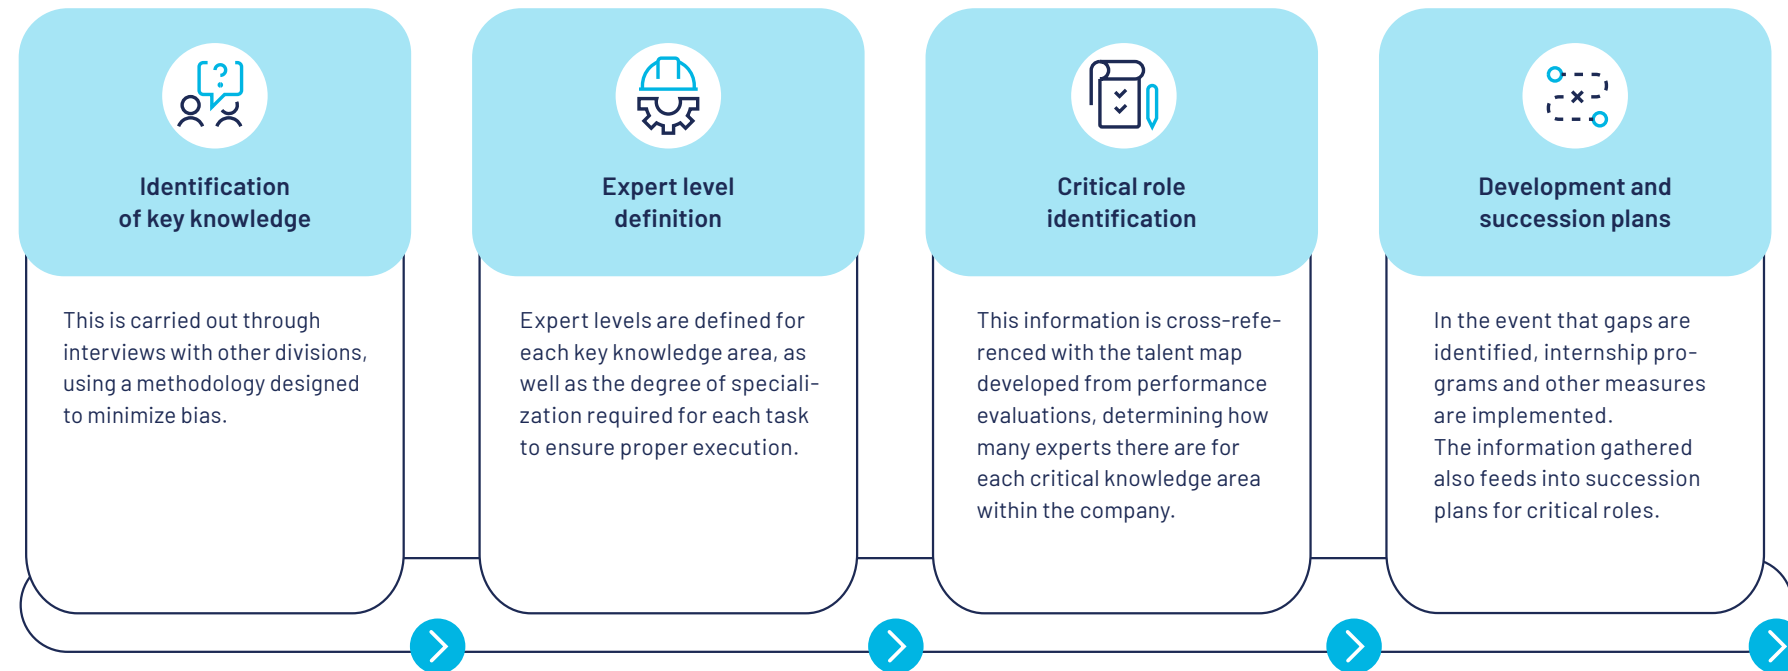 Identification
of key knowledge
This is carried out through
interviews with other divisions,
using a methodology designed
to minimize bias.
Expert level
definition
Expert levels are defined for
each key knowledge area, as
well as the degree of speciali-
zation required for each task
to ensure proper execution.
Critical role
identification
This information is cross-refe-
renced with the talent map
developed from performance
evaluations, determining how
many experts there are for
each critical knowledge area
within the company.
Development and
succession plans
In the event that gaps are
identified, internship pro-
grams and other measures
are implemented.
The information gathered
also feeds into succession
plans for critical roles.